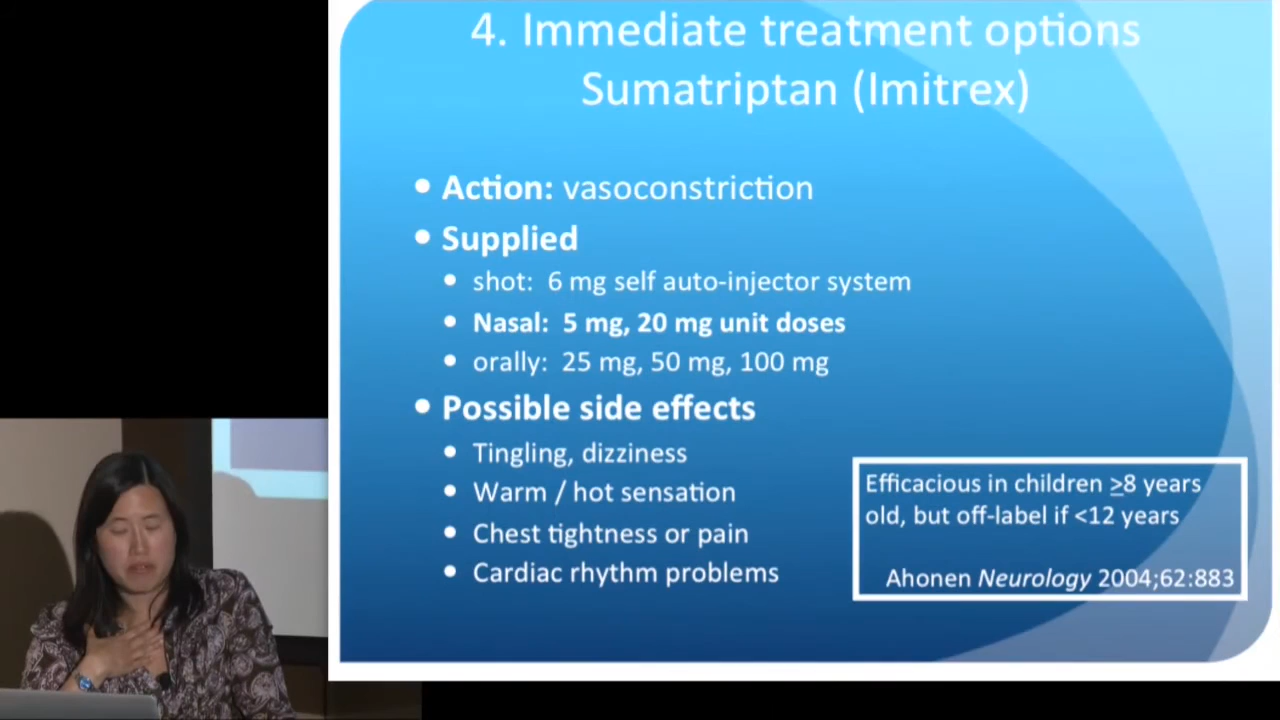 4. Immediate treatment options
Sumatriptan (Imitrex)
• Action: vasoconstriction
• Supplied
• shot: 6 mg self auto-injector system
• Nasal: 5 mg, 20 mg unit doses
• orally: 25 mg, 50 mg, 100 mg
• Possible side effects
• Tingling, dizziness
• Warm / hot sensation
• Chest tightness or pain
• Cardiac rhythm problems
Efficacious in children ≥8 years
old, but off-label if <12 years
Ahonen Neurology 2004;62:883